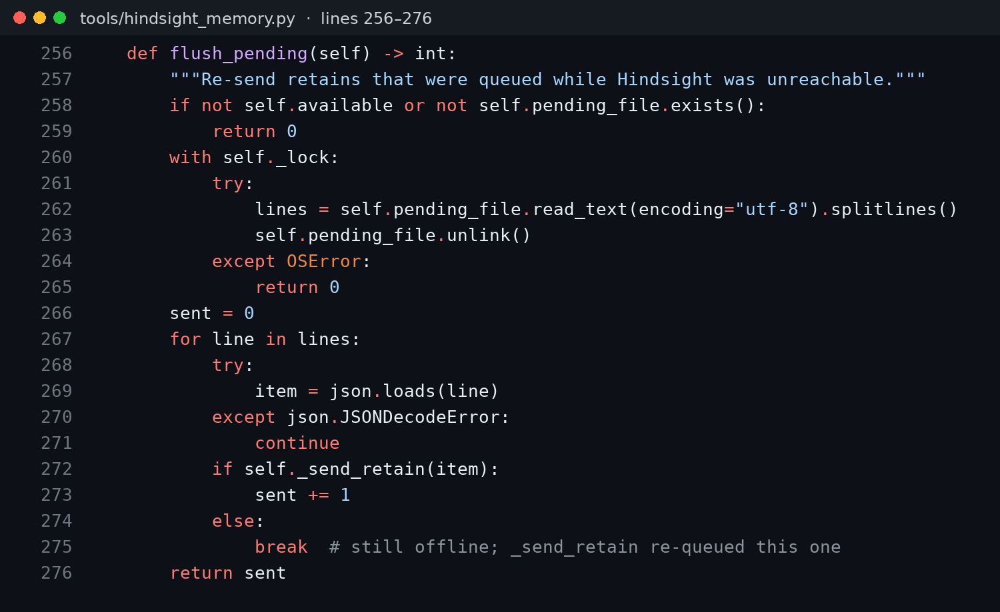 tools/hindsight_memory.py · lines 256–276
256     def flush_pending(self) -> int:
257         """Re-send retains that were queued while Hindsight was unreachable."""
258         if not self.available or not self.pending_file.exists():
259             return 0
260         with self._lock:
261             try:
262                 lines = self.pending_file.read_text(encoding="utf-8").splitlines()
263                 self.pending_file.unlink()
264             except OSError:
265                 return 0
266         sent = 0
267         for line in lines:
268             try:
269                 item = json.loads(line)
270             except json.JSONDecodeError:
271                 continue
272             if self._send_retain(item):
273                 sent += 1
274             else:
275                 break  # still offline; _send_retain re-queued this one
276         return sent